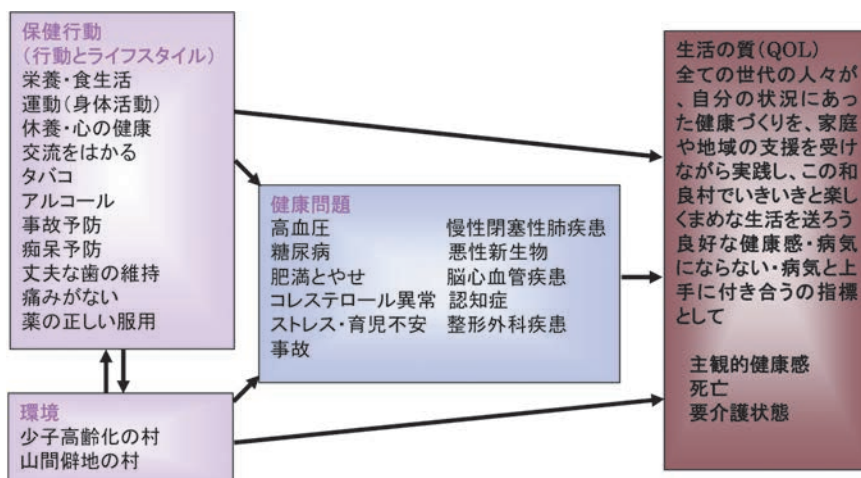 保健行動
(行動とライフスタイル)
栄養・食生活
運動(身体活動)
休養・心の健康
交流をはかる
タバコ
アルコール
事故予防
痴呆予防
丈夫な歯の維持
痛みがない
薬の正しい服用
環境
少子高齢化の村
山間僻地の村
健康問題
高血圧 慢性閉塞性肺疾患
糖尿病 悪性新生物
肥満とやせ 脳心血管疾患
コレステロール異常 認知症
ストレス・育児不安 整形外科疾患
事故
生活の質(QOL)
全ての世代の人々が
、自分の状況にあっ
た健康づくりを、家庭
や地域の支援を受け
ながら実践し、この和
良村でいきいきと楽し
くまめな生活を送ろう
良好な健康感・病気
にならない・病気と上
手に付き合うの指標
として
主観的健康感
死亡
要介護状態